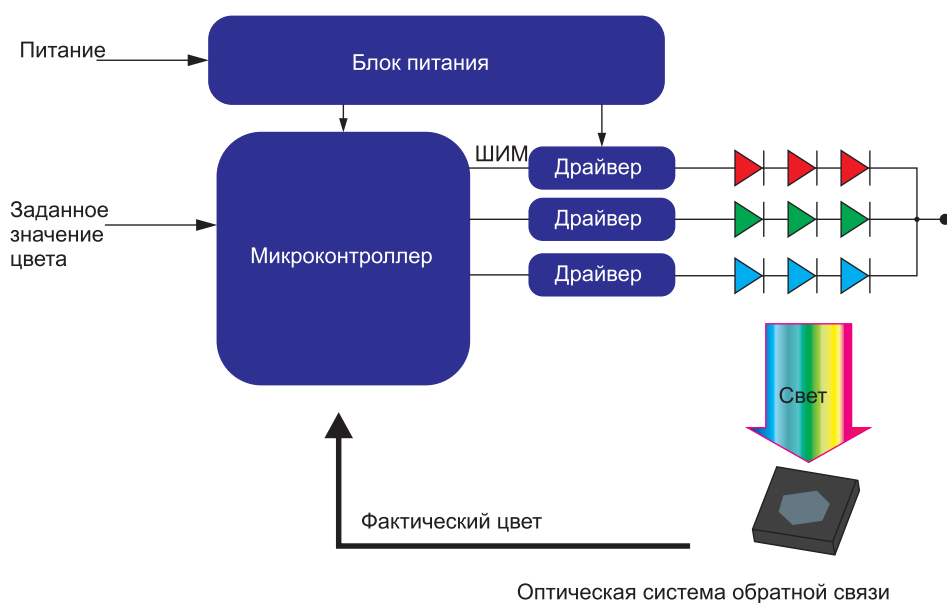 Питание
Блок питания
ШИМ
Драйвер
Заданное
значение
цвета
Драйвер
Микроконтроллер
Драйвер
Свет
Фактический цвет
Оптическая система обратной связи